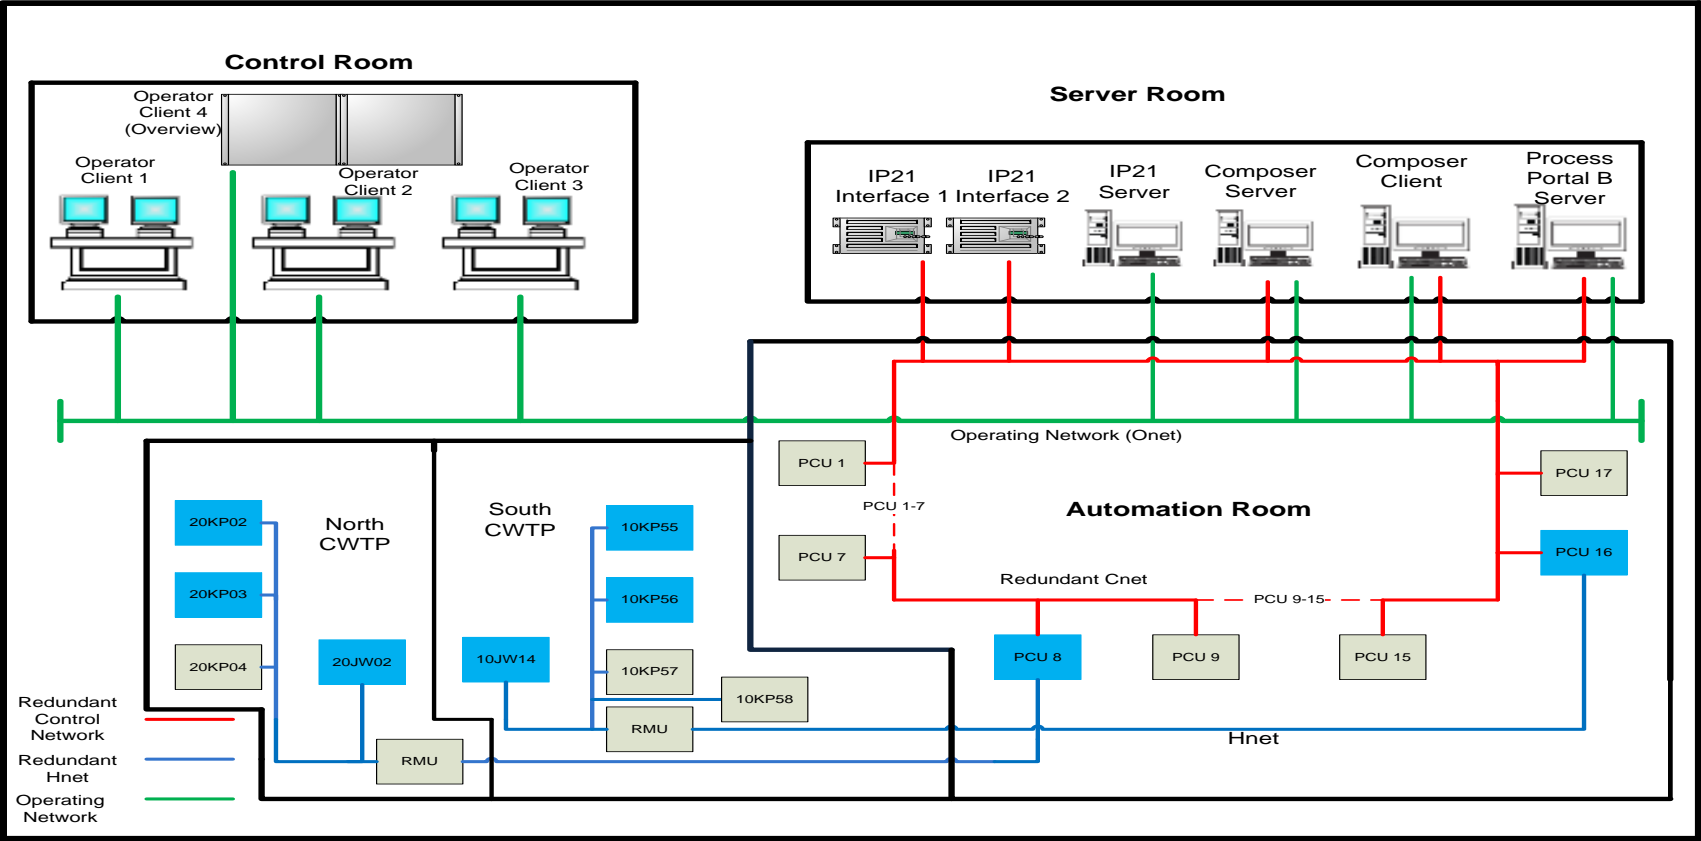 Control Room
Operator
Client 4
(Overview)
Operator
Client 1
Operator
Client 2
Operator
Client 3
Server Room
IP21
Interface 1
IP21
Interface 2
IP21
Server
Composer
Server
Composer
Client
Process
Portal B
Server
Operating Network (Onet)
PCU 1
PCU 1-7
PCU 7
Automation Room
PCU 17
PCU 16
Redundant Cnet
PCU 9-15
PCU 8
PCU 9
PCU 15
20KP02
20KP03
20KP04
North
CWTP
20JW02
South
CWTP
10JW14
10KP55
10KP56
10KP57
10KP58
RMU
RMU
Hnet
Redundant
Control
Network
Redundant
Hnet
Operating
Network